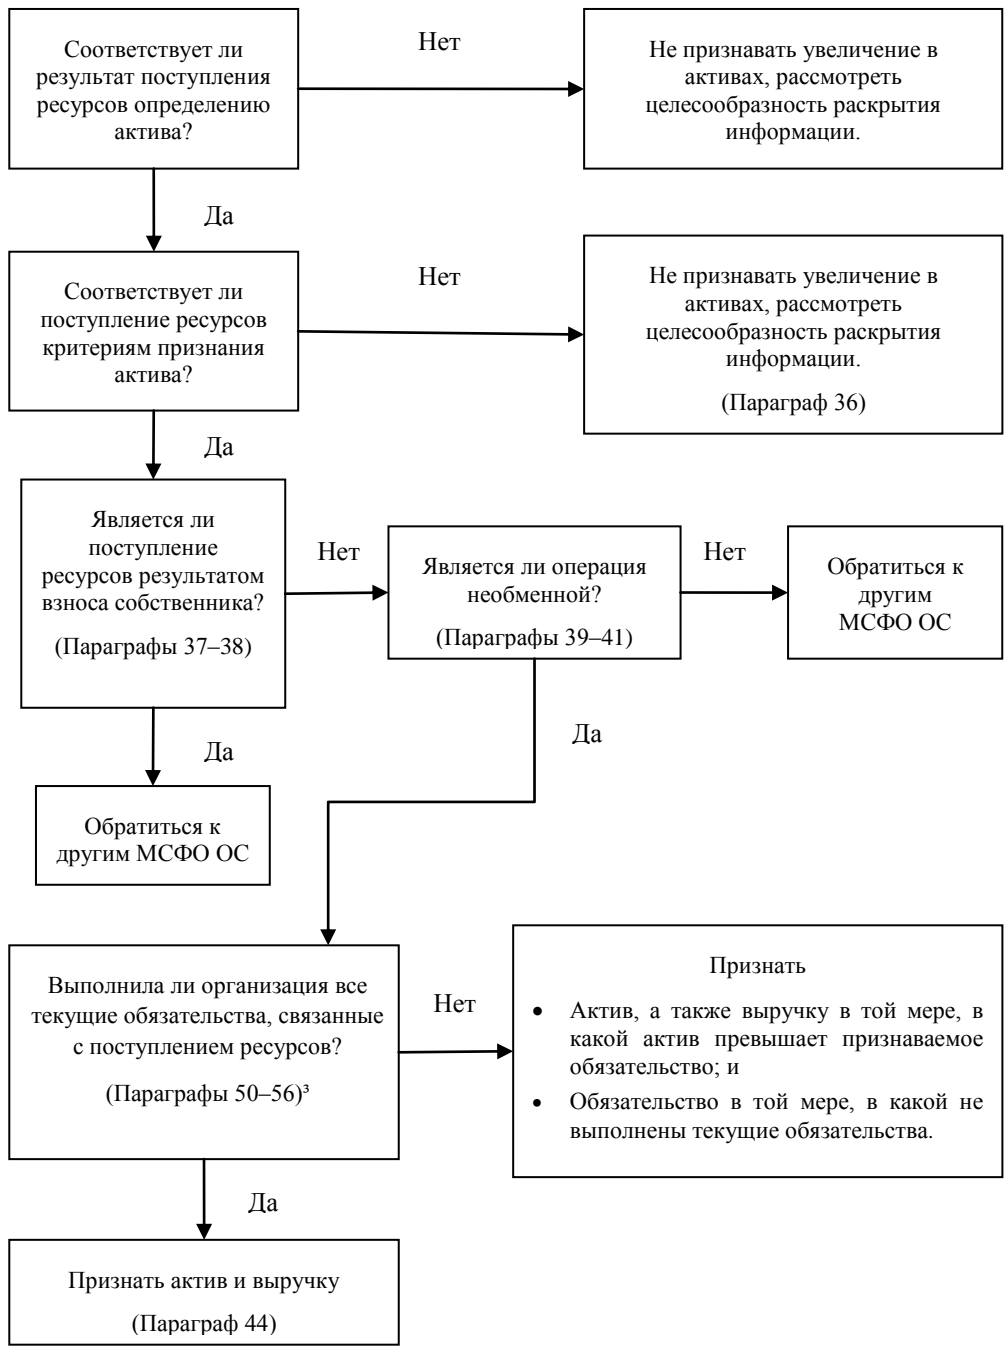 Соответствует ли
результат поступления
ресурсов определению
актива?
Нет
Не признавать увеличение в
активах, рассмотреть
целесообразность раскрытия
информации.
Да
Соответствует ли
поступление ресурсов
критериям признания
актива?
Нет
Не признавать увеличение в
активах, рассмотреть
целесообразность раскрытия
информации.
(Параграф 36)
Да
Является ли
поступление
ресурсов результатом
взноса собственника?
(Параграфы 37–38)
Нет
Является ли операция
необменной?
(Параграфы 39–41)
Нет
Обратиться к
другим
МСФО ОС
Да
Да
Обратиться к
другим МСФО ОС
Выполнила ли организация все
текущие обязательства, связанные
с поступлением ресурсов?
(Параграфы 50–56)³
Нет
Признать
• Актив, а также выручку в той мере, в
какой актив превышает признаваемое
обязательство; и
• Обязательство в той мере, в какой не
выполнены текущие обязательства.
Да
Признать актив и выручку
(Параграф 44)